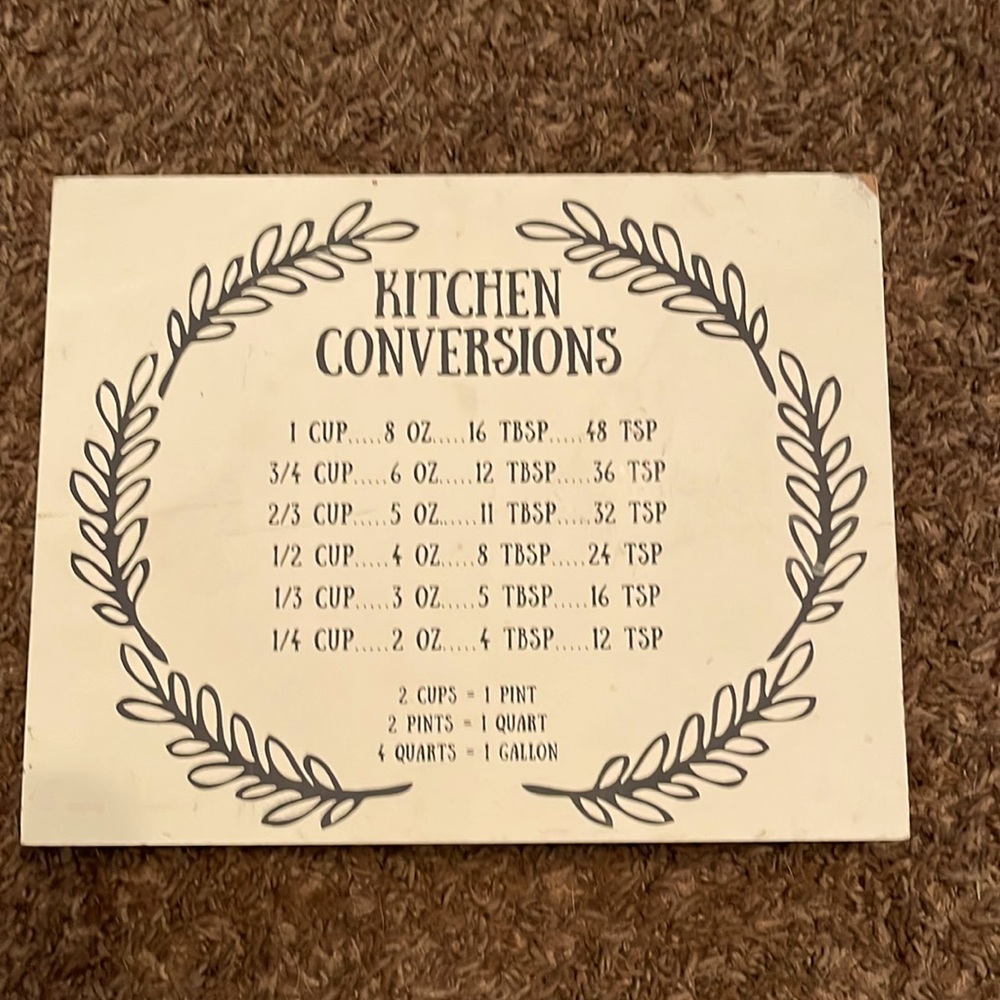 KITCHEN
CONVERSIONS
1 CUP.....8 OZ.....16 TBSP.....48 TSP
3/4 CUP.....6 OZ.....12 TBSP.....36 TSP
2/3 CUP.....5 OZ......11 TBSP.....32 TSP
1/2 CUP.....4 OZ.....8 TBSP.....24 TSP
1/3 CUP.....3 OZ.....5 TBSP.....16 TSP
1/4 CUP.....2 OZ.....4 TBSP.....12 TSP
2 CUPS = 1 PINT
2 PINTS = 1 QUART
4 QUARTS = 1 GALLON